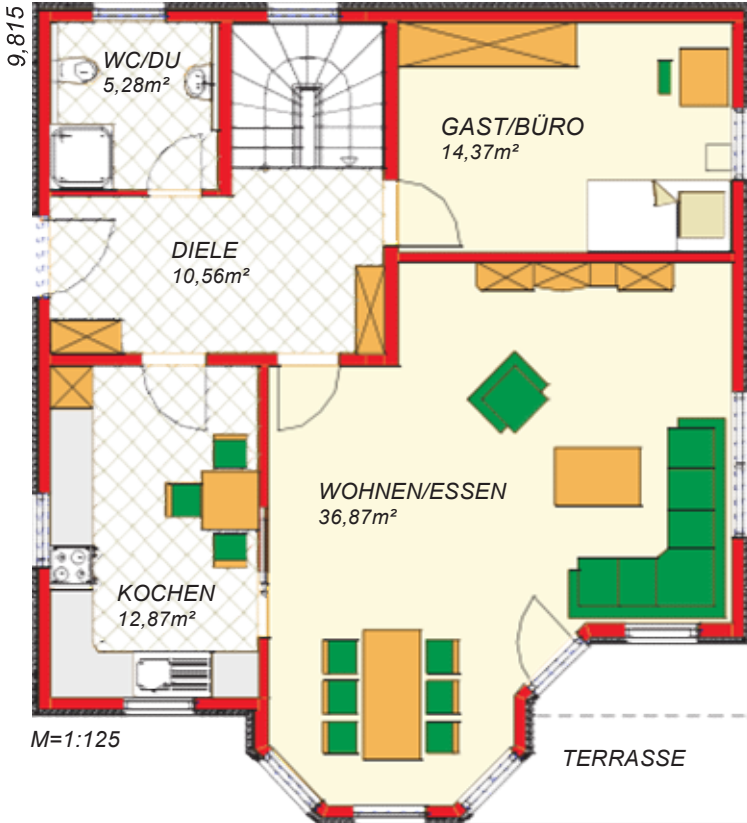 9,815
WC/DU
5,28m²
GAST/BÜRO
14,37m²
DIELE
10,56m²
WOHNEN/ESSEN
36,87m²
KOCHEN
12,87m²
M=1:125
TERRASSE